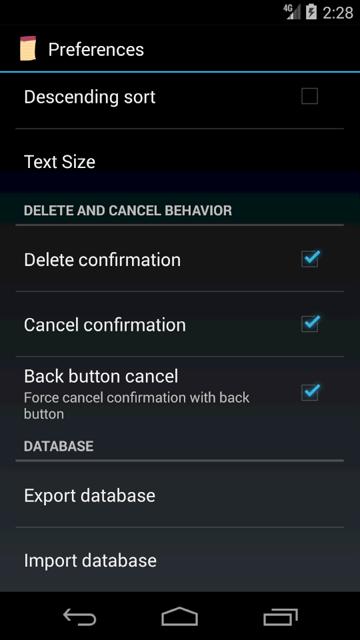 4G 2:28
Preferences
Descending sort
Text Size
DELETE AND CANCEL BEHAVIOR
Delete confirmation
Cancel confirmation
Back button cancel
Force cancel confirmation with back
button
DATABASE
Export database
Import database